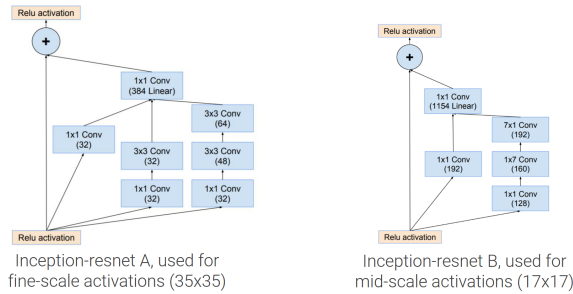 Relu activation
+
1x1 Conv
(384 Linear)
1x1 Conv
(32)
3x3 Conv
(64)
3x3 Conv
(32)
3x3 Conv
(48)
1x1 Conv
(32)
1x1 Conv
(32)
Relu activation
Inception-resnet A, used for
fine-scale activations (35x35)
Relu activation
+
1x1 Conv
(1154 Linear)
7x1 Conv
(192)
1x1 Conv
(192)
1x7 Conv
(160)
1x1 Conv
(128)
Relu activation
Inception-resnet B, used for
mid-scale activations (17x17)